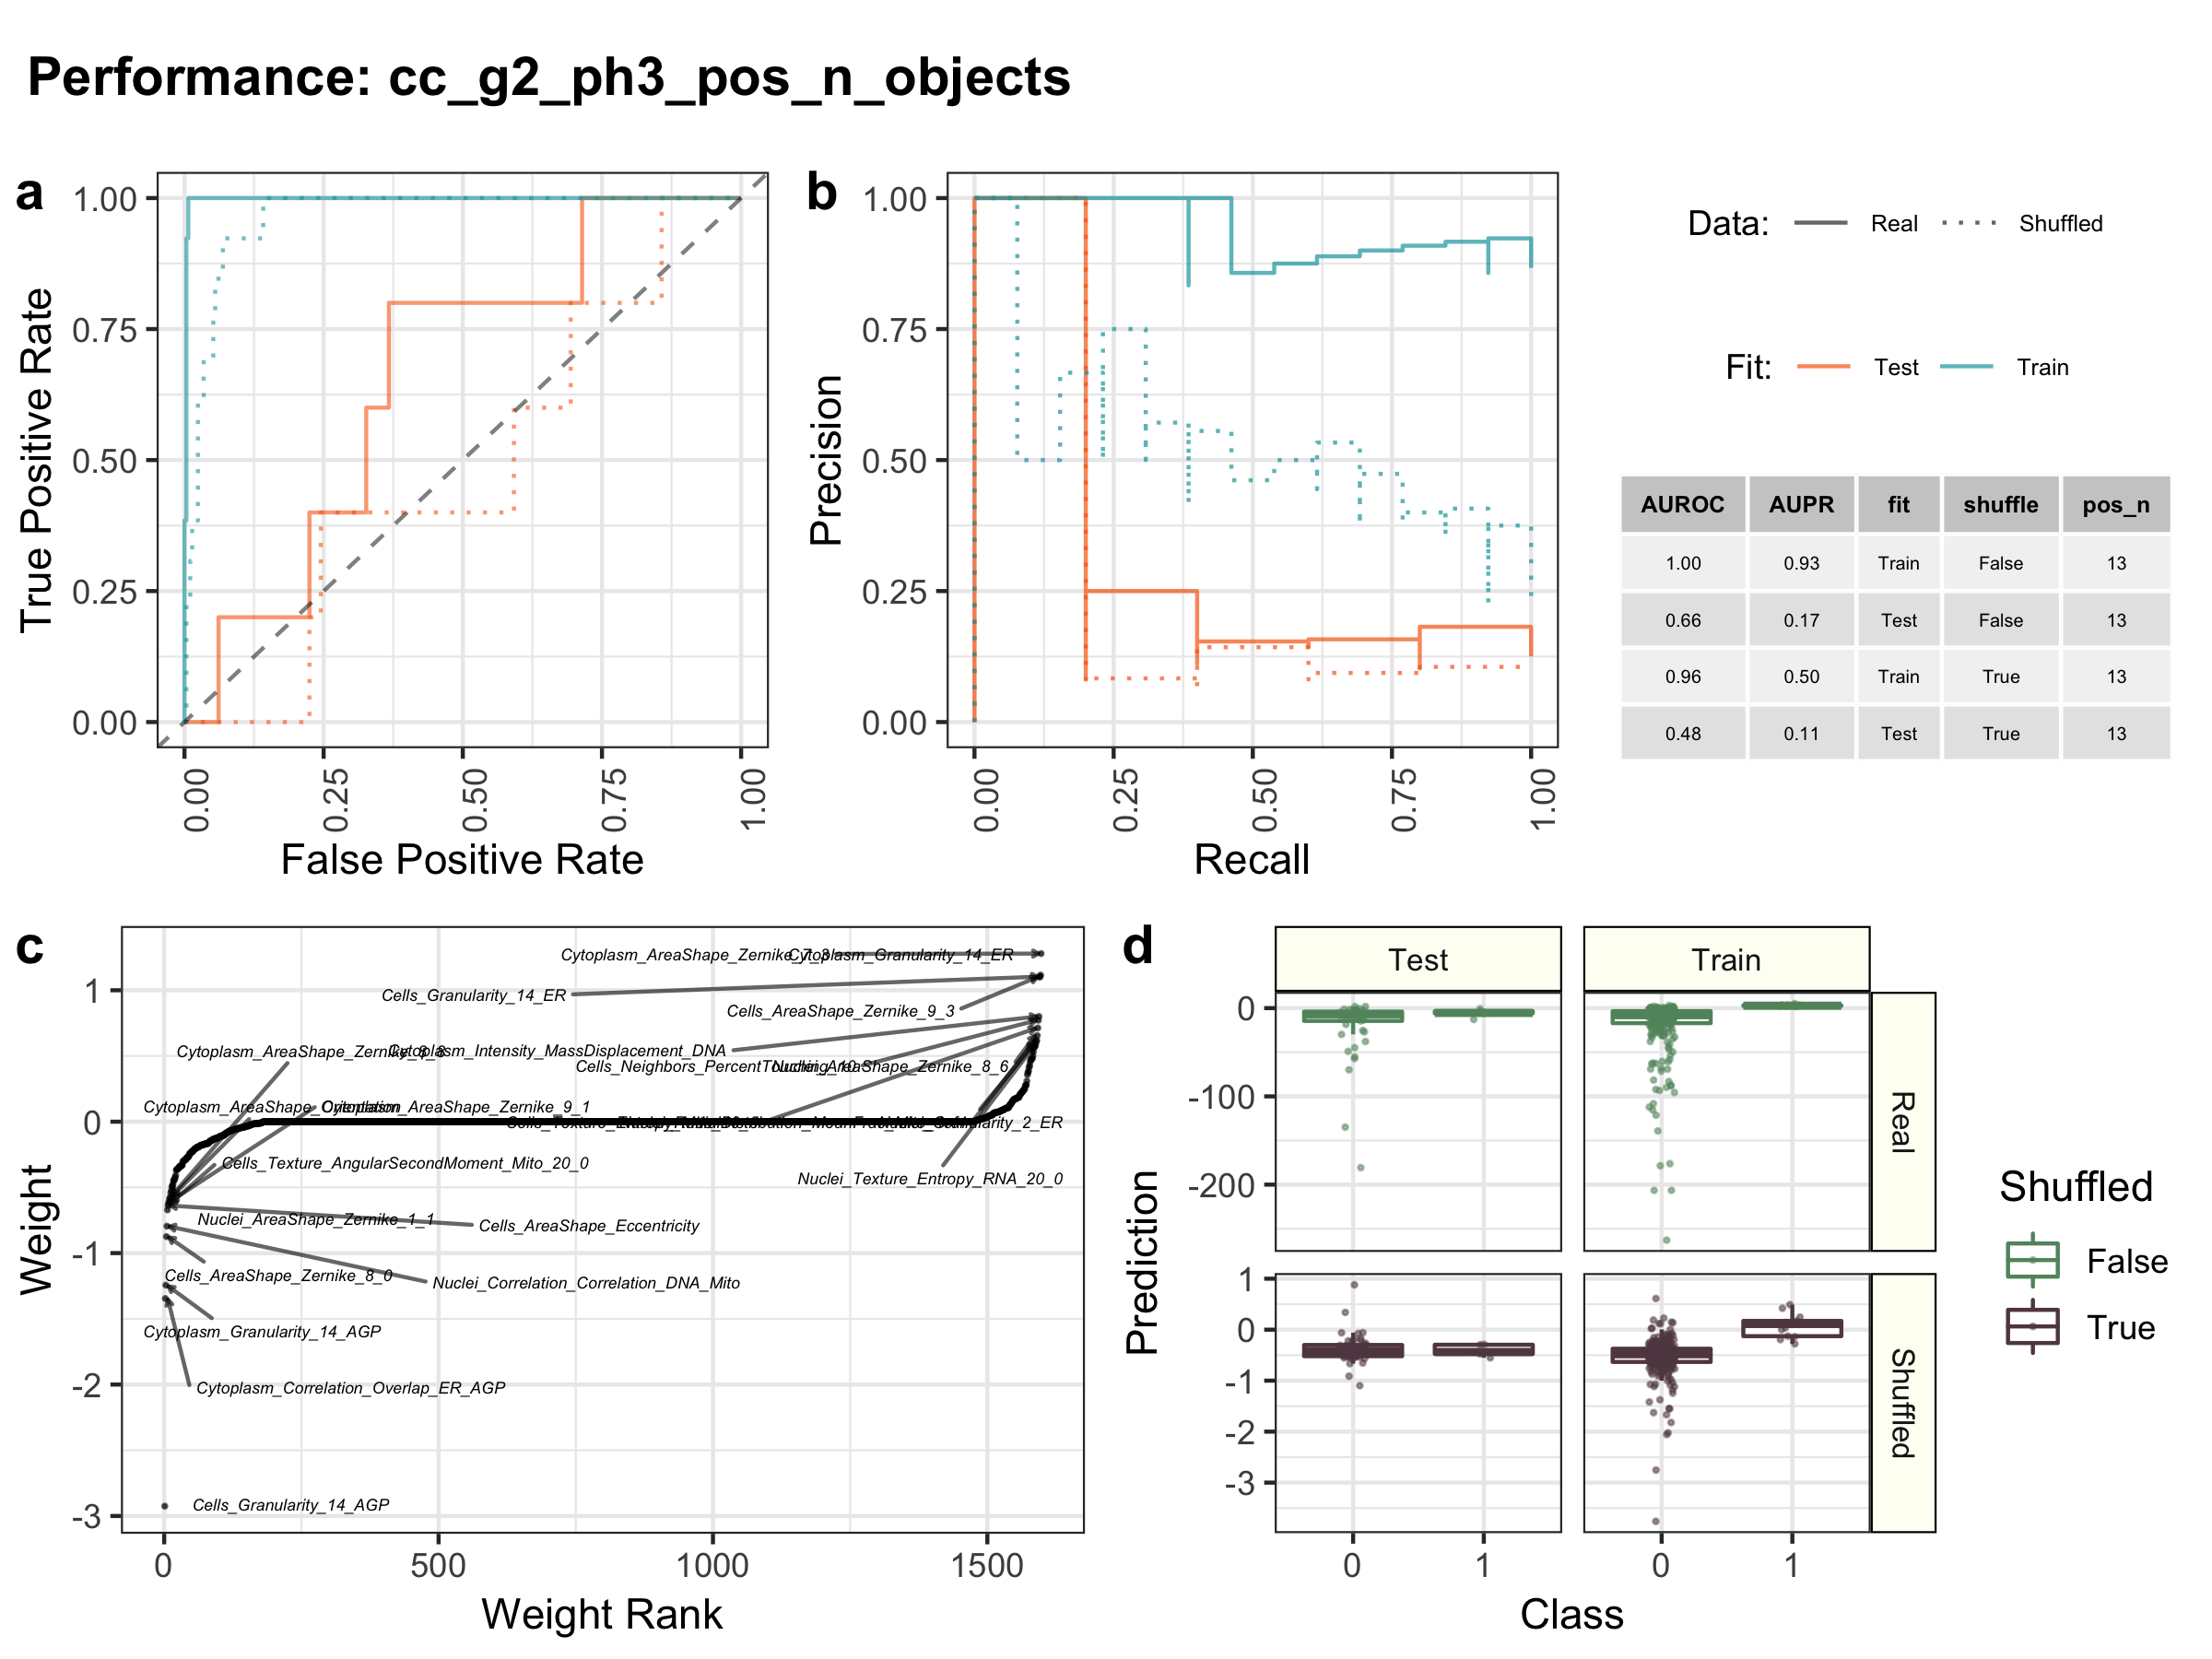 Performance: cc_g2_ph3_pos_n_objects
a
1.00
0.75
0.50
0.25
0.00
True Positive Rate
0.00
0.25
0.50
0.75
1.00
False Positive Rate
b
1.00
0.75
0.50
0.25
0.00
Precision
0.00
0.25
0.50
0.75
1.00
Recall
Data: Real Shuffled
Fit: Test Train
AUROC AUPR fit shuffle pos_n
1.00 0.93 Train False 13
0.66 0.17 Test False 13
0.96 0.50 Train True 13
0.48 0.11 Test True 13
c
1
0
-1
-2
-3
Weight
Cytoplasm_AreaShape_Zernike_7_3
Cytoplasm_Granularity_14_ER
Cells_Granularity_14_ER
Cells_AreaShape_Zernike_9_3
Cytoplasm_AreaShape_Zernike_8_8
Cytoplasm_Intensity_MassDisplacement_DNA
Cells_Neighbors_PercentTouching_10
Nuclei_AreaShape_Zernike_8_6
Cytoplasm_AreaShape_Orientation
Cytoplasm_AreaShape_Zernike_9_1
Cells_Texture_AngularSecondMoment_Mito_20_0
Nuclei_Texture_Entropy_RNA_20_0
Nuclei_AreaShape_Zernike_1_1
Cells_AreaShape_Eccentricity
Cells_AreaShape_Zernike_8_0
Nuclei_Correlation_Correlation_DNA_Mito
Cytoplasm_Granularity_14_AGP
Cytoplasm_Correlation_Overlap_ER_AGP
Cells_Granularity_14_AGP
0
500
1000
1500
Weight Rank
d
Test
Train
0
-100
-200
Real
1
0
-1
-2
-3
Shuffled
Prediction
0
1
0
1
Class
Shuffled
False
True